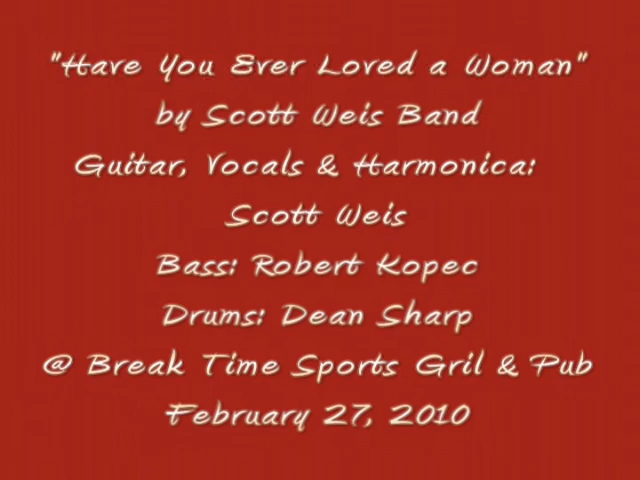 "Have You Ever Loved a Woman"
by Scott Weis Band
Guitar, Vocals & Harmonica:
Scott Weis
Bass: Robert Kopec
Drums: Dean Sharp
@ Break Time Sports Gril & Pub
February 27, 2010